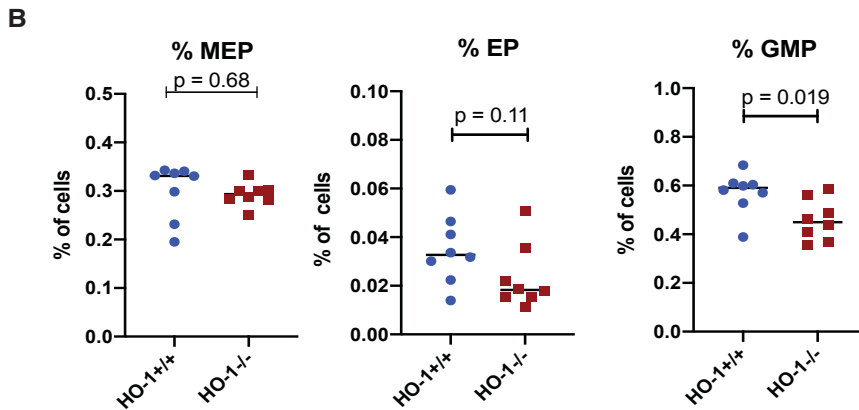 B
% MEP
p = 0.68
0.5
0.4
0.3
0.2
0.1
0.0
% of cells
HO-1+/+
HO-1-/-
% EP
p = 0.11
0.10
0.08
0.06
0.04
0.02
0.00
% of cells
HO-1+/+
HO-1-/-
% GMP
p = 0.019
1.0
0.8
0.6
0.4
0.2
0.0
% of cells
HO-1+/+
HO-1-/-